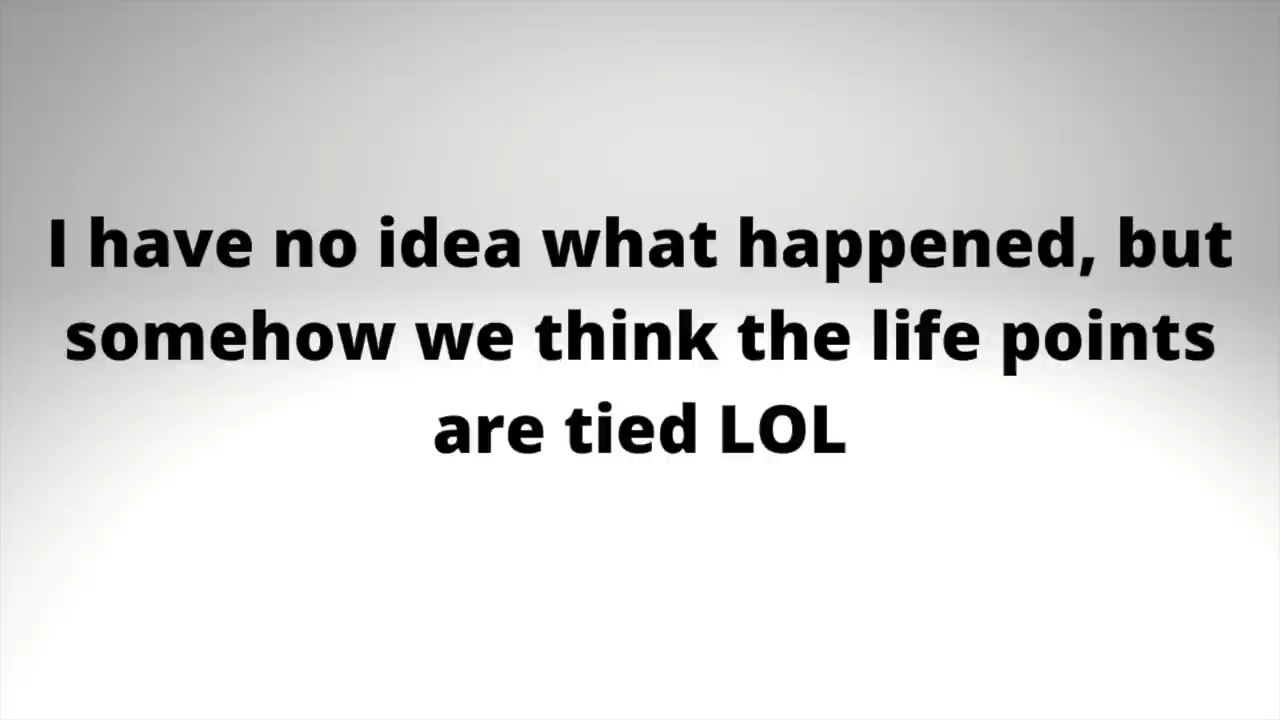 I have no idea what happened, but
somehow we think the life points
are tied LOL